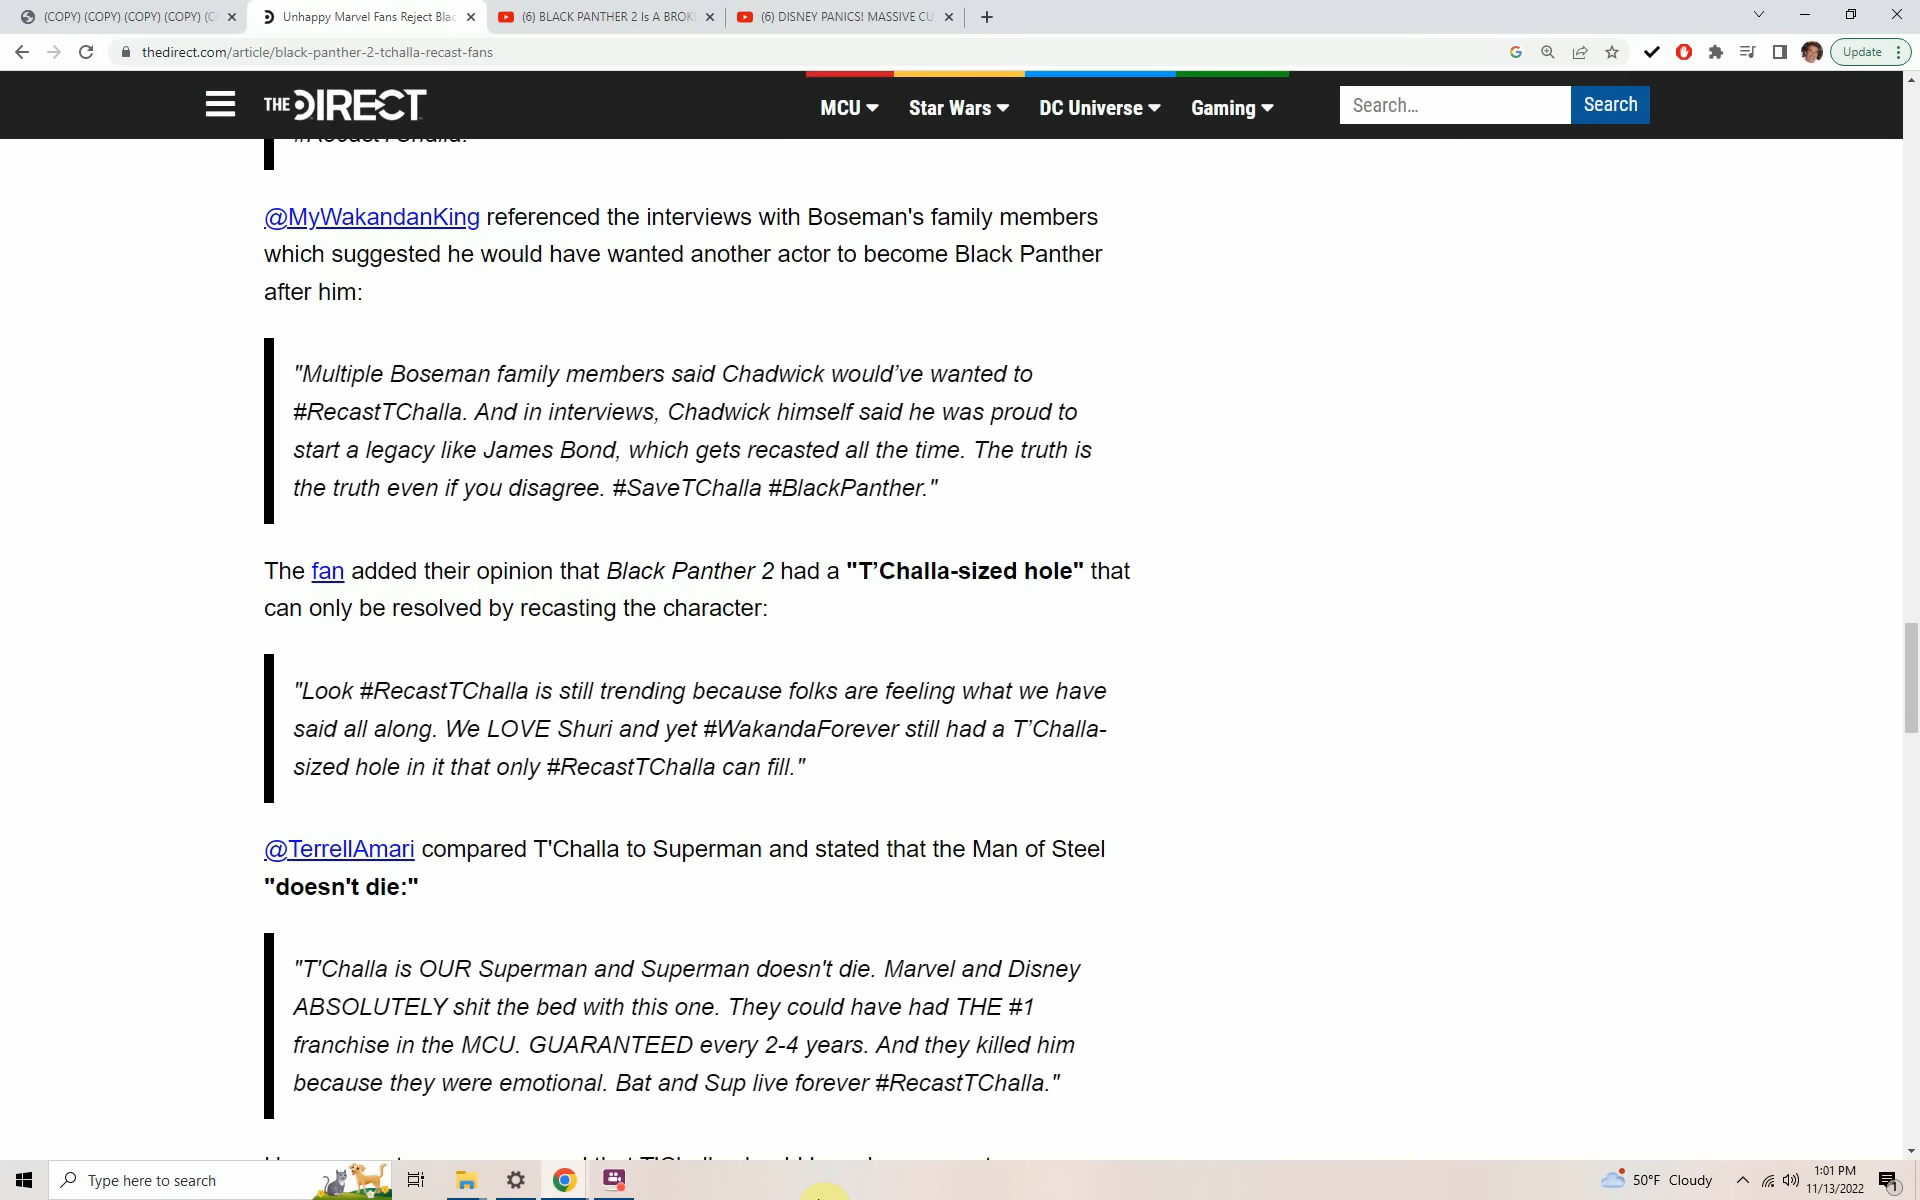 (COPY) (COPY) (COPY) (COPY) (C
Unhappy Marvel Fans Reject Blac
(6) BLACK PANTHER 2 Is A BROK
(6) DISNEY PANICS! MASSIVE CU
thedirect.com/article/black-panther-2-tchalla-recast-fans
Update
THE DIRECT
MCU
Star Wars
DC Universe
Gaming
Search...
Search
@MyWakandanKing referenced the interviews with Boseman's family members
which suggested he would have wanted another actor to become Black Panther
after him:
"Multiple Boseman family members said Chadwick would’ve wanted to
#RecastTChalla. And in interviews, Chadwick himself said he was proud to
start a legacy like James Bond, which gets recasted all the time. The truth is
the truth even if you disagree. #SaveTChalla #BlackPanther."
The fan added their opinion that Black Panther 2 had a "T’Challa-sized hole" that
can only be resolved by recasting the character:
"Look #RecastTChalla is still trending because folks are feeling what we have
said all along. We LOVE Shuri and yet #WakandaForever still had a T’Challa-
sized hole in it that only #RecastTChalla can fill."
@TerrellAmari compared T'Challa to Superman and stated that the Man of Steel
"doesn't die:"
"T'Challa is OUR Superman and Superman doesn't die. Marvel and Disney
ABSOLUTELY shit the bed with this one. They could have had THE #1
franchise in the MCU. GUARANTEED every 2-4 years. And they killed him
because they were emotional. Bat and Sup live forever #RecastTChalla."
Type here to search
50°F Cloudy
1:01 PM
11/13/2022
1